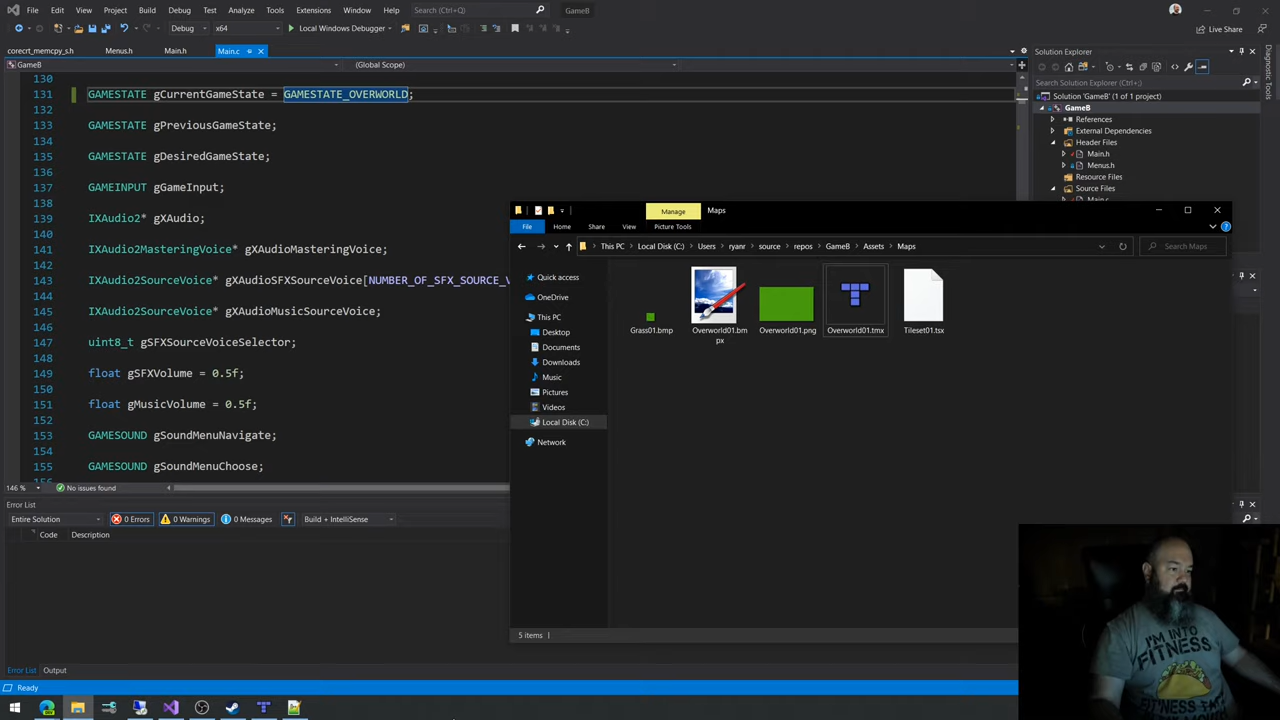 File Edit View Git Project Build Debug Test Analyze Tools Extensions Window Help Search (Ctrl+Q) GameB
Debug x64 Local Windows Debugger Live Share
corecrt_memcpy_s.h Menus.h Main.h Main.c
GameB (Global Scope)
130
131 GAMESTATE gCurrentGameState = GAMESTATE_OVERWORLD;
132
133 GAMESTATE gPreviousGameState;
134
135 GAMESTATE gDesiredGameState;
136
137 GAMEINPUT gGameInput;
138
139 IXAudio2* gXAudio;
140
141 IXAudio2MasteringVoice* gXAudioMasteringVoice;
142
143 IXAudio2SourceVoice* gXAudioSFXSourceVoice[NUMBER_OF_SFX_SOURCE_V
144
145 IXAudio2SourceVoice* gXAudioMusicSourceVoice;
146
147 uint8_t gSFXSourceVoiceSelector;
148
149 float gSFXVolume = 0.5f;
150
151 float gMusicVolume = 0.5f;
152
153 GAMESOUND gSoundMenuNavigate;
154
155 GAMESOUND gSoundMenuChoose;
146 % No issues found
Error List
Entire Solution 0 Errors 0 Warnings 0 Messages Build + IntelliSense
Code Description
Error List Output
Ready
Solution Explorer
Search Solution Explorer (Ctrl+;)
Solution 'GameB' (1 of 1 project)
GameB
References
External Dependencies
Header Files
Main.h
Menus.h
Resource Files
Source Files
Diagnostic Tools
Manage Maps
File Home Share View Picture Tools
This PC Local Disk (C:) Users ryanr source repos GameB Assets Maps Search Maps
Quick access
OneDrive
This PC
Desktop
Documents
Downloads
Music
Pictures
Videos
Local Disk (C:)
Network
Grass01.bmp
Overworld01.bm
px
Overworld01.png
Overworld01.tmx
Tileset01.tsx
5 items
I'M INTO
FITNESS